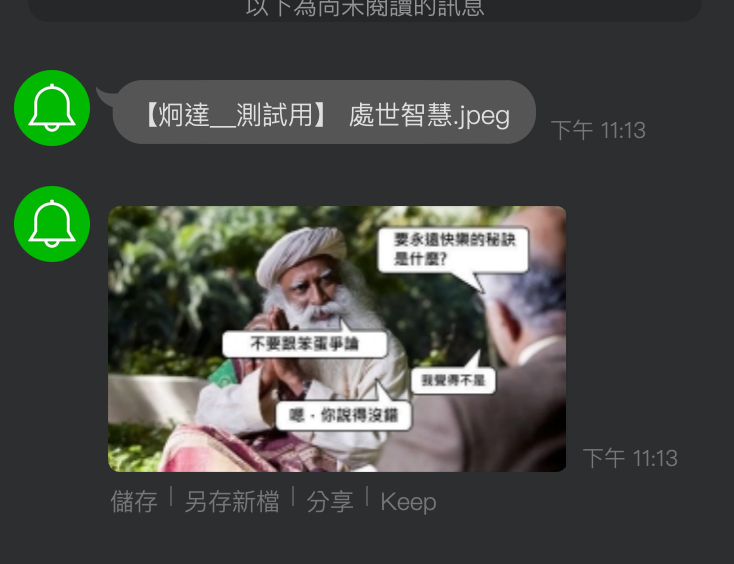 以下為尚未閱讀的訊息
【炯達__測試用】 處世智慧.jpeg
下午 11:13
要永遠快樂的秘訣
是什麼?
不要跟笨蛋爭論
我覺得不是
嗯，你說得沒錯
下午 11:13
儲存 | 另存新檔 | 分享 | Keep